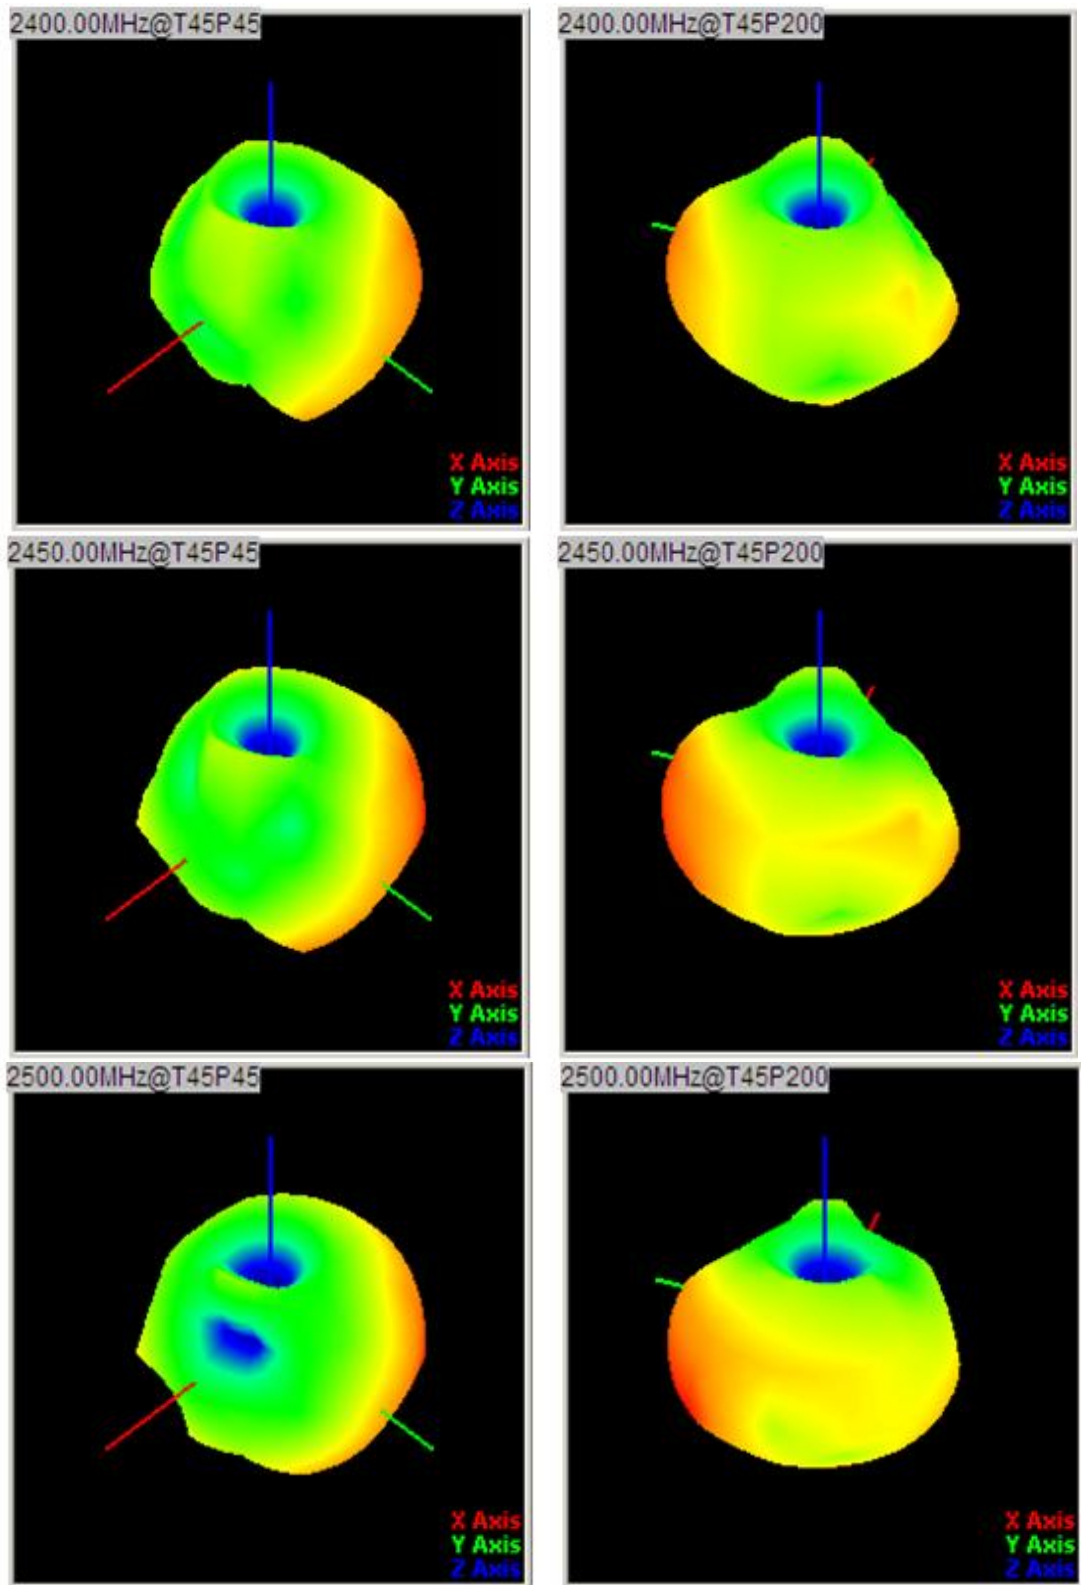 2400.00MHz@T45P45
2400.00MHz@T45P200
X Axis
Y Axis
Z Axis
X Axis
Y Axis
Z Axis
2450.00MHz@T45P45
2450.00MHz@T45P200
X Axis
Y Axis
Z Axis
X Axis
Y Axis
Z Axis
2500.00MHz@T45P45
2500.00MHz@T45P200
X Axis
Y Axis
Z Axis
X Axis
Y Axis
Z Axis